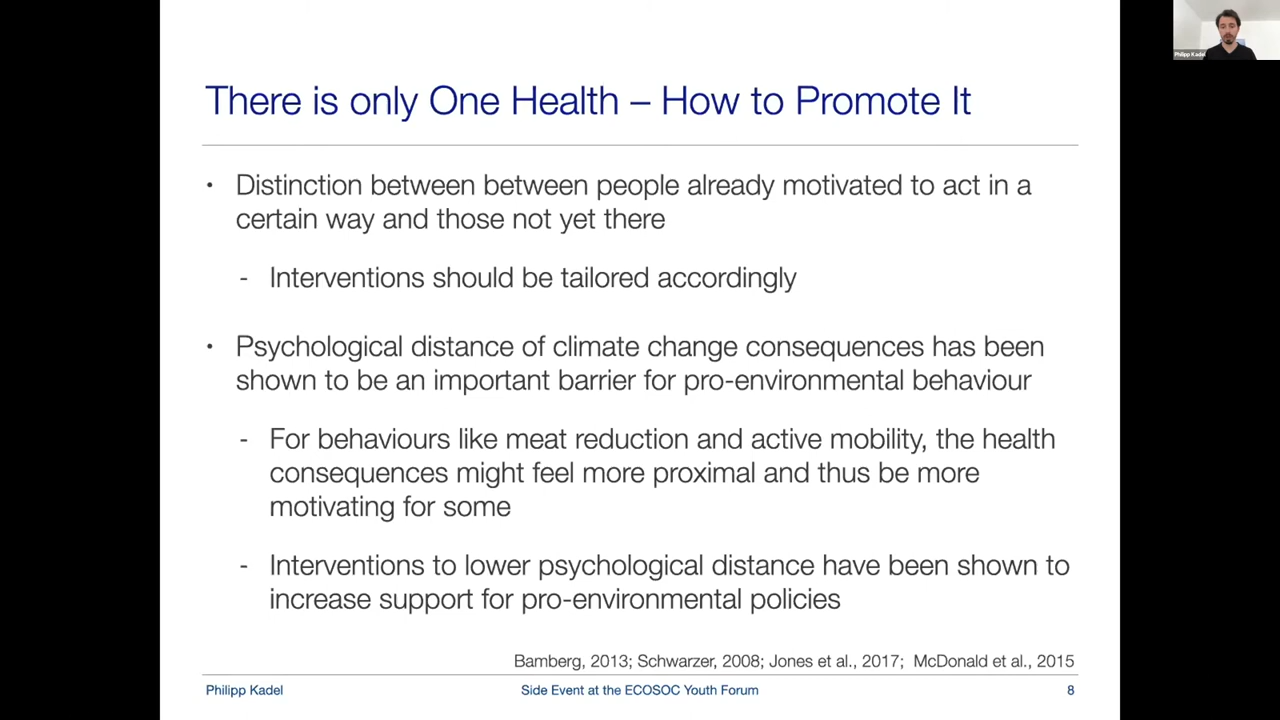 There is only One Health – How to Promote It
• Distinction between between people already motivated to act in a
certain way and those not yet there
- Interventions should be tailored accordingly
• Psychological distance of climate change consequences has been
shown to be an important barrier for pro-environmental behaviour
- For behaviours like meat reduction and active mobility, the health
consequences might feel more proximal and thus be more
motivating for some
- Interventions to lower psychological distance have been shown to
increase support for pro-environmental policies
Bamberg, 2013; Schwarzer, 2008; Jones et al., 2017; McDonald et al., 2015
Philipp Kadel Side Event at the ECOSOC Youth Forum 8
Philipp Kadel